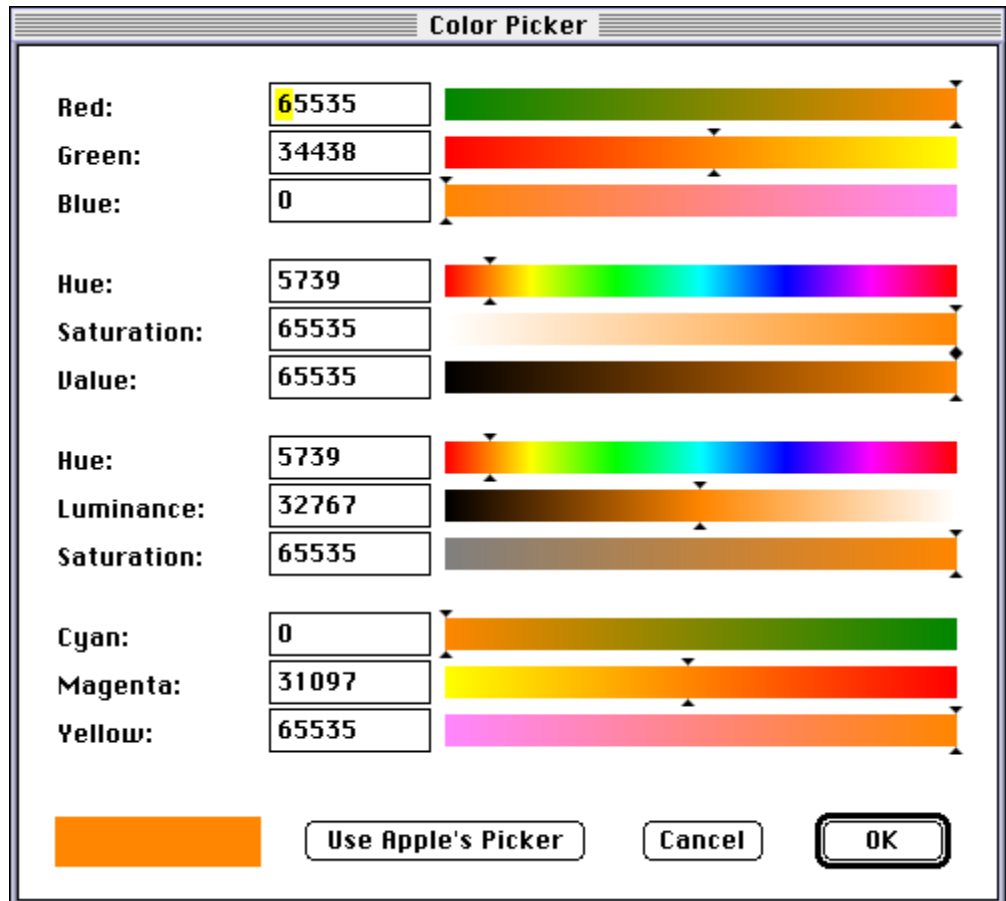 Color Picker
Red: 65535
Green: 34438
Blue: 0
Hue: 5739
Saturation: 65535
Value: 65535
Hue: 5739
Luminance: 32767
Saturation: 65535
Cyan: 0
Magenta: 31097
Yellow: 65535
Use Apple's Picker Cancel OK